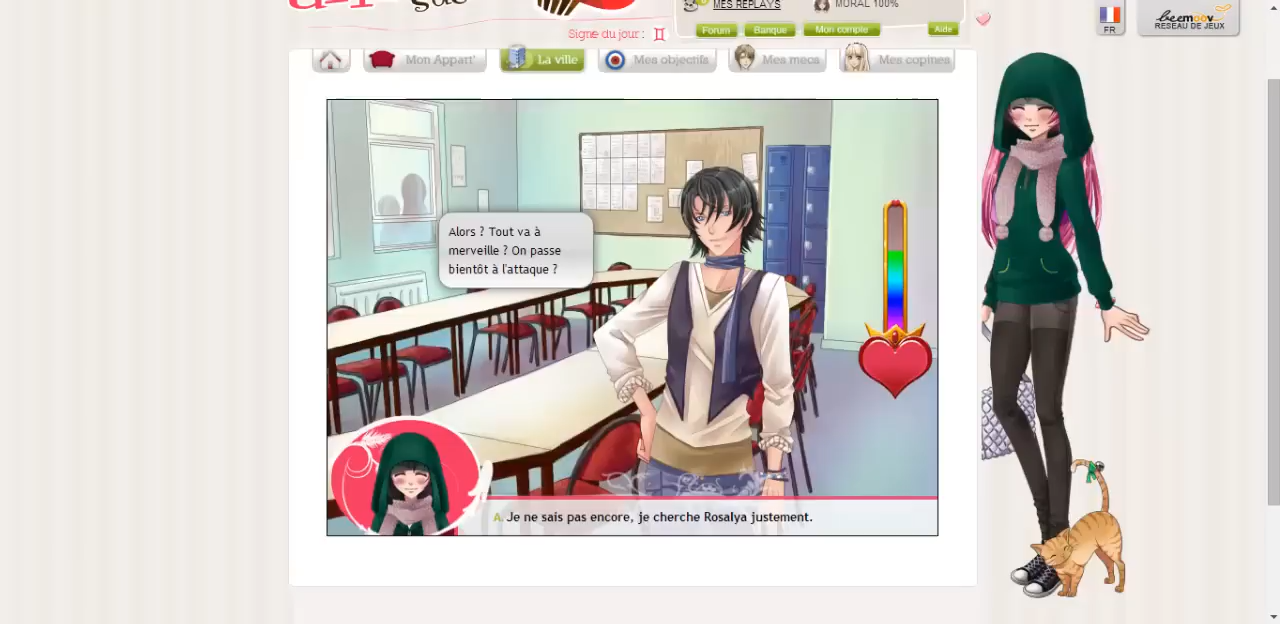 MES REPLAYS
MORAL 100%
Signe du jour :
Forum
Banque
Mon compte
Aide
FR
beemoov
RESEAU DE JEUX
Mon Appart'
La ville
Mes objectifs
Mes mecs
Mes copines
Alors ? Tout va à
merveille ? On passe
bientôt à l'attaque ?
A. Je ne sais pas encore, je cherche Rosalya justement.